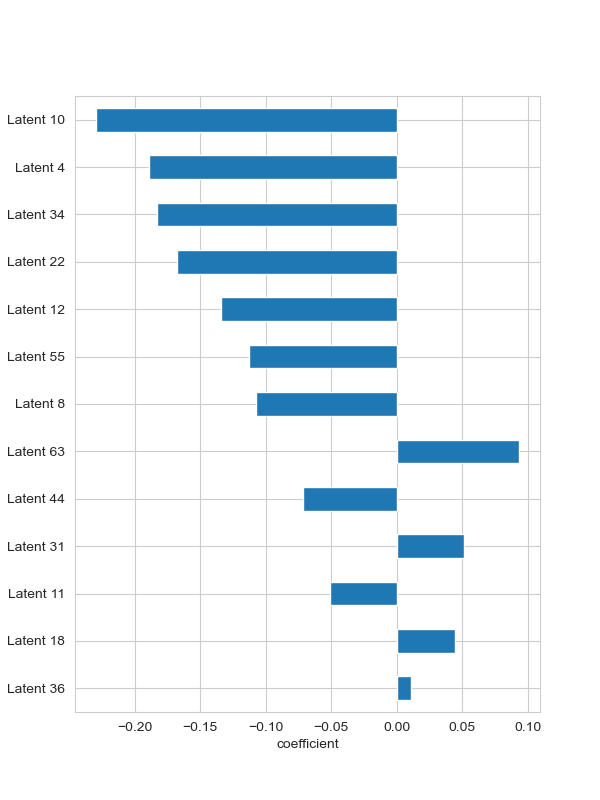 Latent 10
Latent 4
Latent 34
Latent 22
Latent 12
Latent 55
Latent 8
Latent 63
Latent 44
Latent 31
Latent 11
Latent 18
Latent 36
−0.20 −0.15 −0.10 −0.05 0.00 0.05 0.10
coefficient